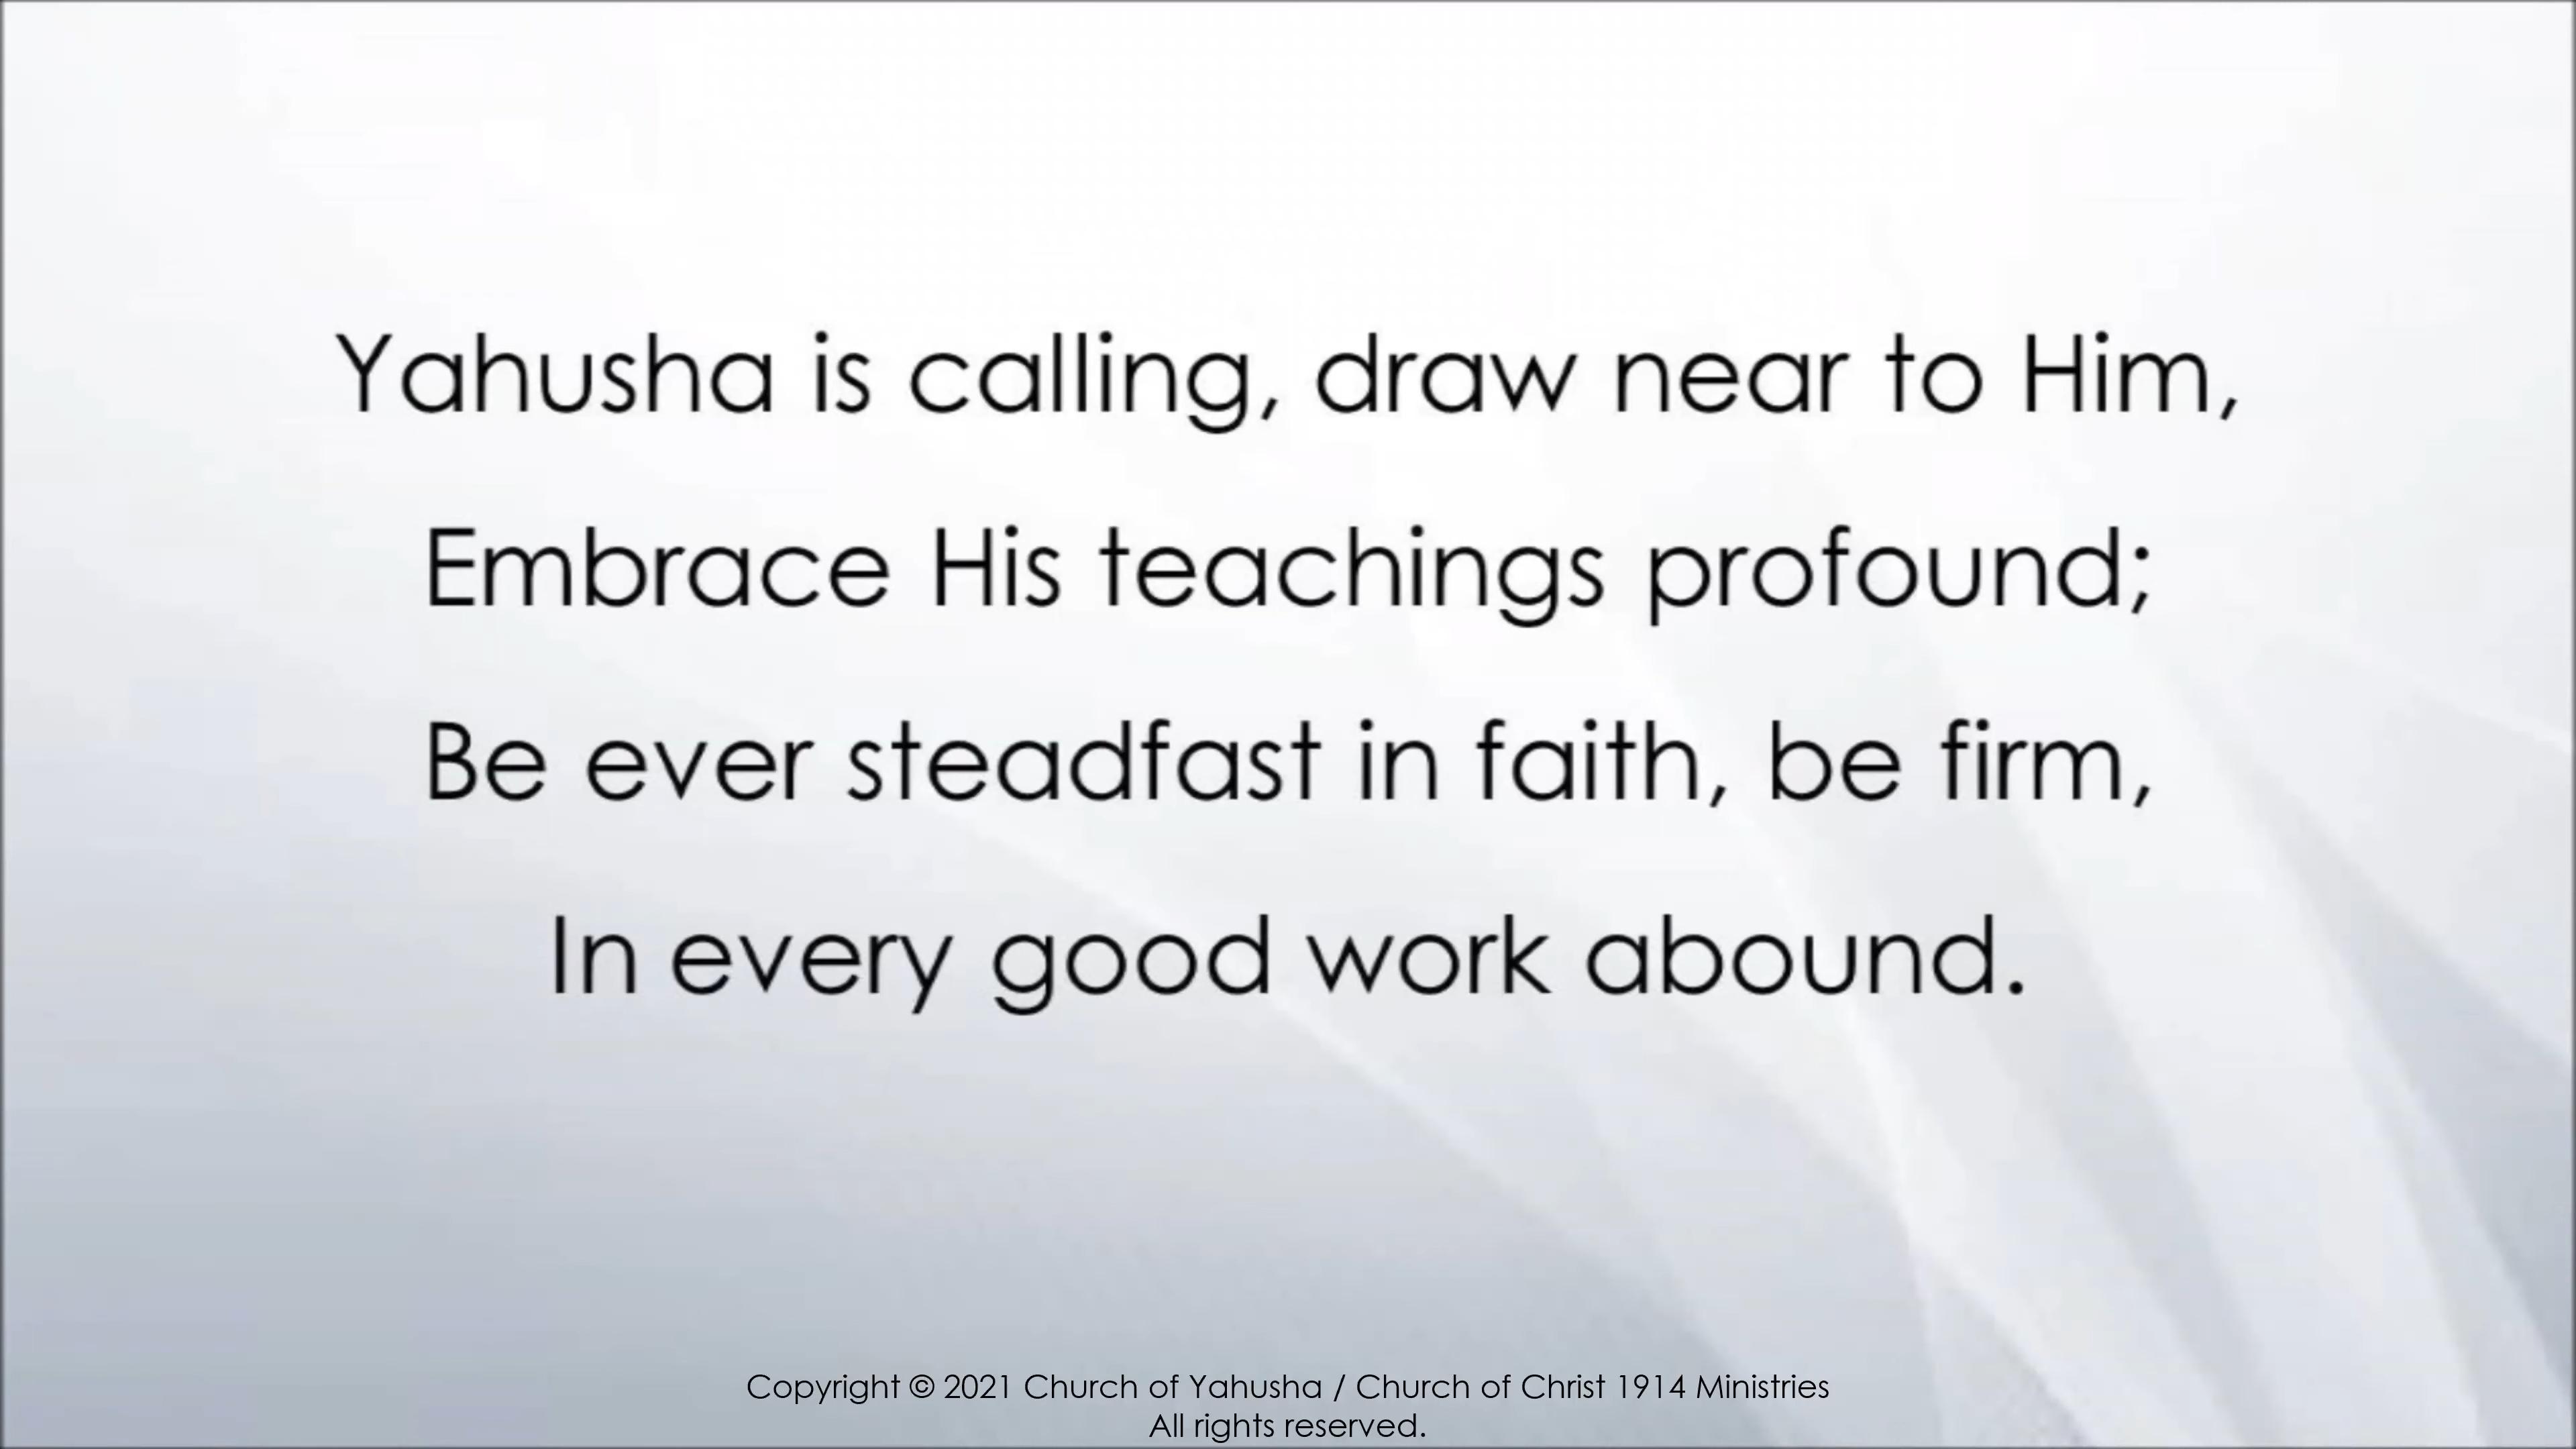 Yahusha is calling, draw near to Him,
Embrace His teachings profound;
Be ever steadfast in faith, be firm,
In every good work abound.
Copyright © 2021 Church of Yahusha / Church of Christ 1914 Ministries
All rights reserved.